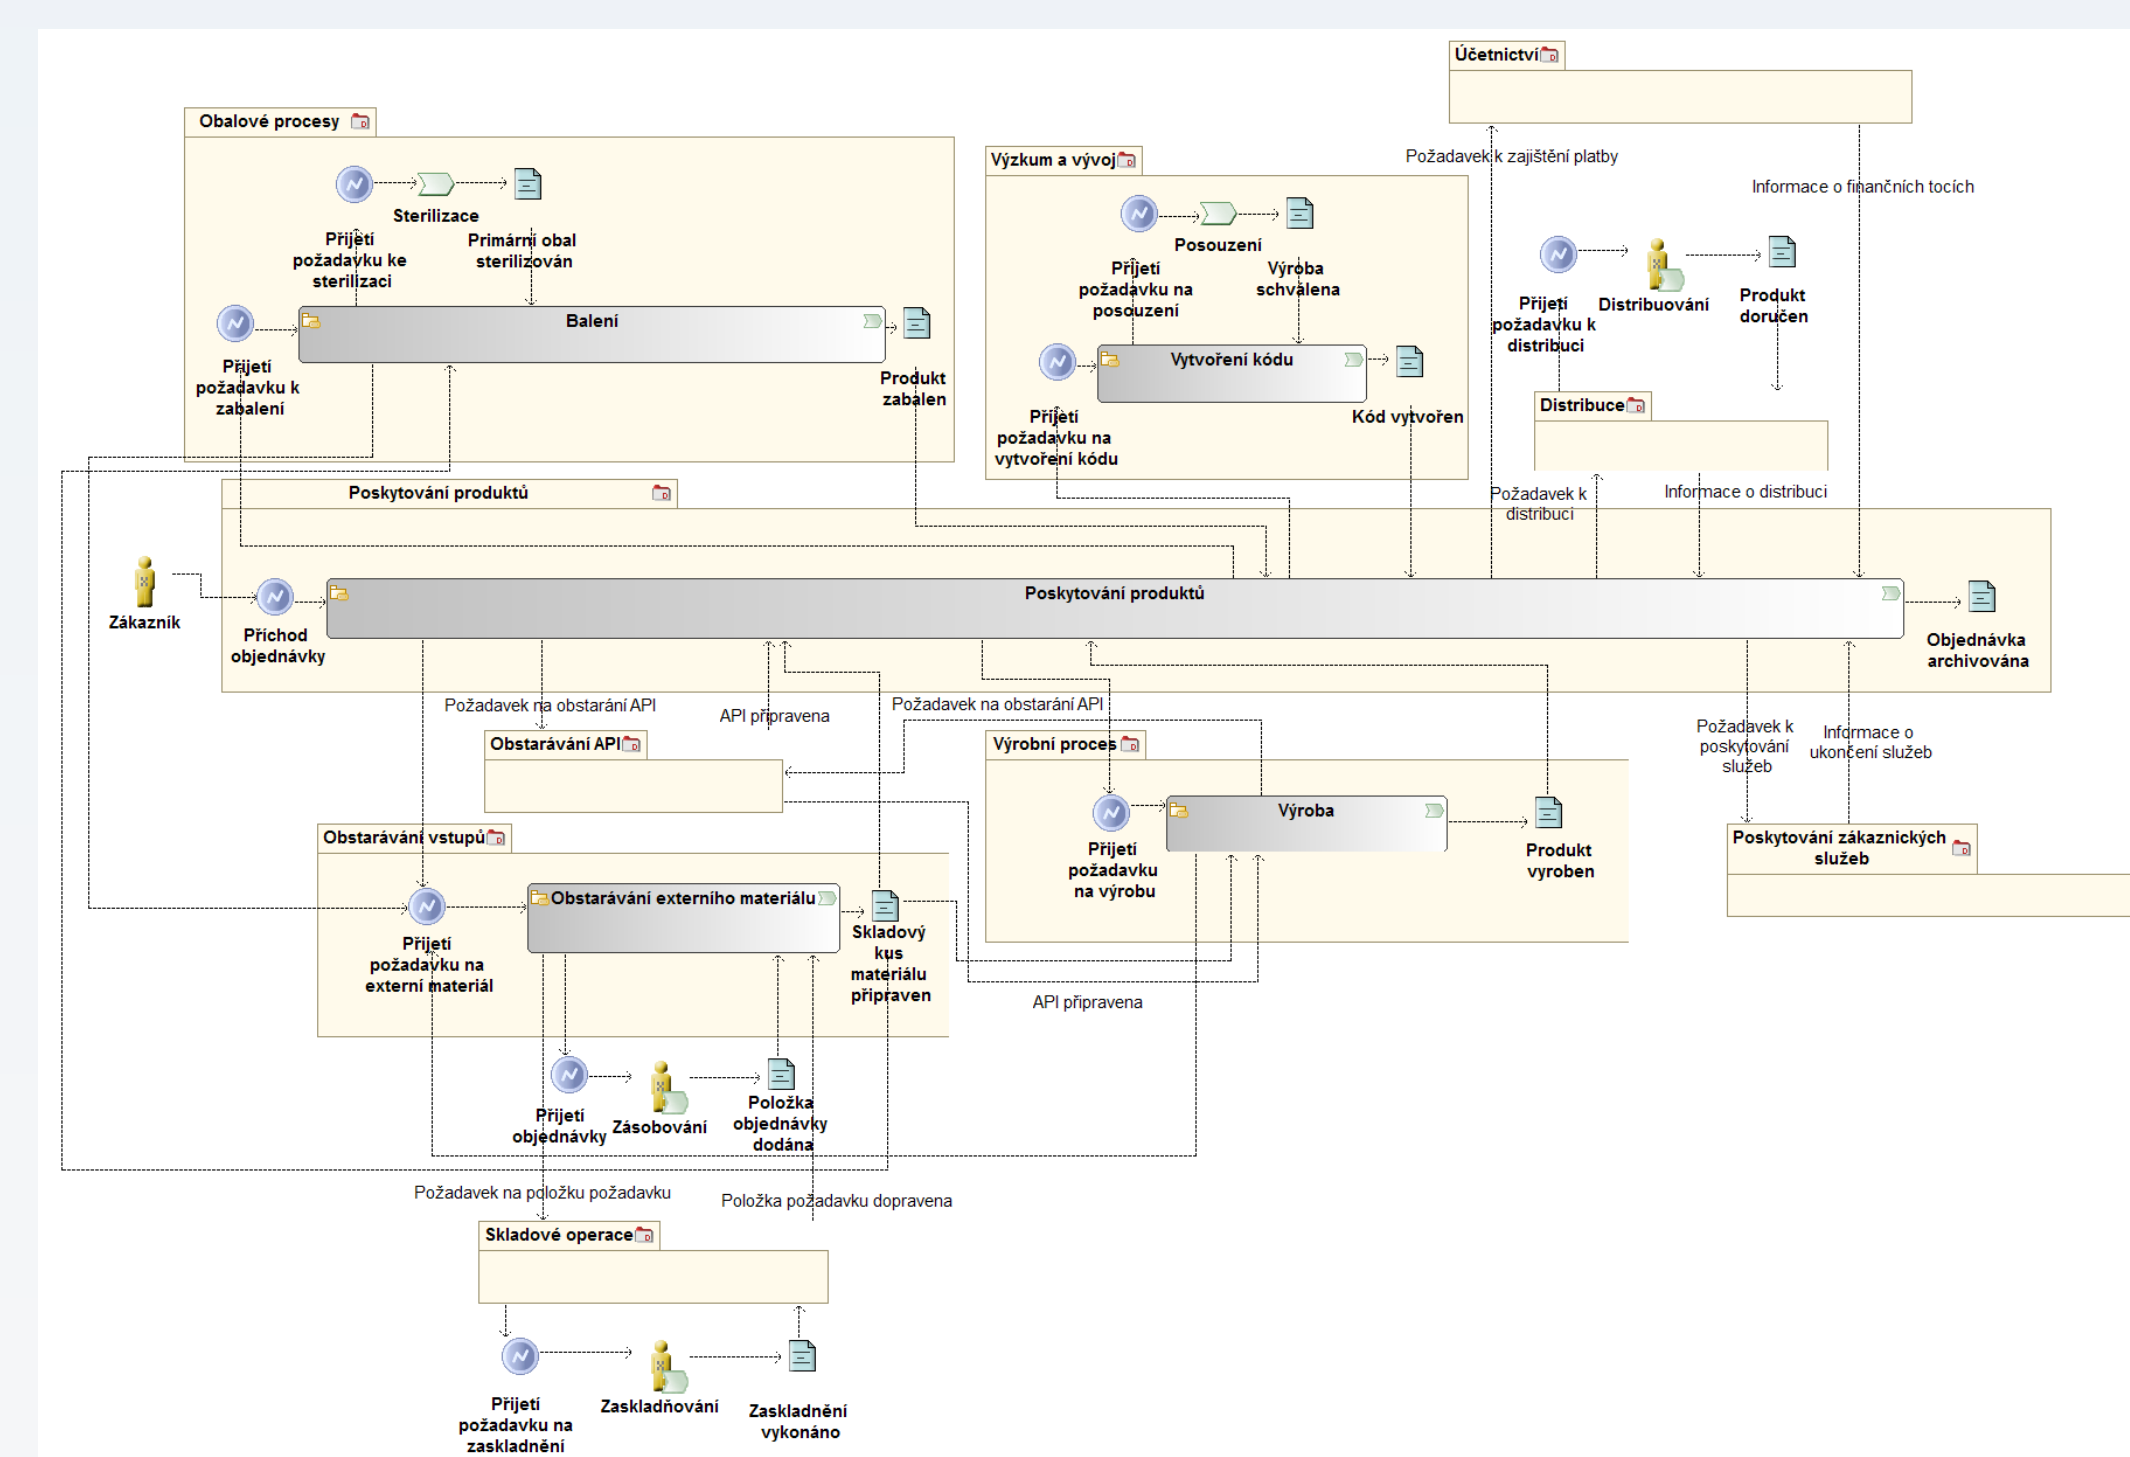 Účetnictví
Obalové procesy
Výzkum a vývoj
Požadavek k zajištění platby
Informace o finančních tocích
Sterilizace
Přijetí
požadavku ke
sterilizaci
Primární obal
sterilizován
Posouzení
Přijetí
požadavku na
posouzení
Výroba
schválena
Přijetí
požadavku k
distribuci
Distribuování
Produkt
doručen
Balení
Přijetí
požadavku k
zabalení
Produkt
zabalen
Vytvoření kódu
Přijetí
požadavku na
vytvoření kódu
Kód vytvořen
Distribuce
Poskytování produktů
Požadavek k
distribuci
Informace o distribuci
Zákazník
Příchod
objednávky
Poskytování produktů
Objednávka
archivována
Požadavek na obstarání API
API připravena
Požadavek na obstarání API
Požadavek k
poskytování
služeb
Informace o
ukončení služeb
Obstarávání API
Výrobní proces
Výroba
Přijetí
požadavku
na výrobu
Produkt
vyroben
Poskytování zákaznických
služeb
Obstarávání vstupů
Obstarávání externího materiálu
Přijetí
požadavku na
externí materiál
Skladový
kus
materiálu
připraven
API připravena
Přijetí
objednávky
Zásobování
Položka
objednávky
dodána
Požadavek na položku požadavku
Položka požadavku dopravena
Skladové operace
Přijetí
požadavku na
zaskladnění
Zaskladňování
Zaskladnění
vykonáno